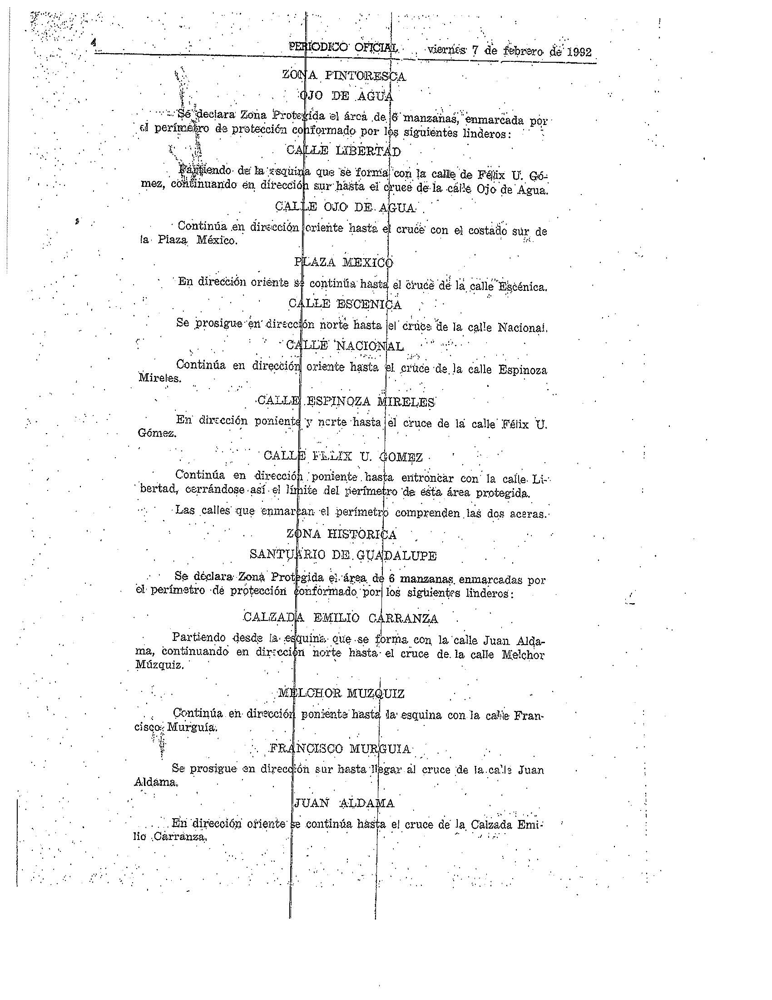 4 PERIODICO OFICIAL viernes 7 de febrero de 1992
ZONA PINTORESCA
OJO DE AGUA
Se declara Zona Protegida el área de 6 manzanas, enmarcada por
el perímetro de protección conformado por los siguientes linderos:
CALLE LIBERTAD
Partiendo de la esquina que se forma con la calle de Félix U. Gó-
mez, continuando en dirección sur hasta el cruce de la calle Ojo de Agua.
CALLE OJO DE AGUA
Continúa en dirección oriente hasta el cruce con el costado sur de
la Plaza México.
PLAZA MEXICO
En dirección oriente se continúa hasta el cruce de la calle Escénica.
CALLE ESCENICA
Se prosigue en dirección norte hasta el cruce de la calle Nacional.
CALLE NACIONAL
Continúa en dirección oriente hasta el cruce de la calle Espinoza
Mireles.
CALLE ESPINOZA MIRELES
En dirección poniente y norte hasta el cruce de la calle Félix U.
Gómez.
CALLE FELIX U. GOMEZ
Continúa en dirección poniente hasta entroncar con la calle Li-
bertad, cerrándose así el límite del perímetro de esta área protegida.
Las calles que enmarcan el perímetro comprenden las dos aceras.
ZONA HISTORICA
SANTUARIO DE GUADALUPE
Se declara Zona Protegida el área de 6 manzanas enmarcadas por
el perímetro de protección conformado por los siguientes linderos:
CALZADA EMILIO CARRANZA
Partiendo desde la esquina que se forma con la calle Juan Alda-
ma, continuando en dirección norte hasta el cruce de la calle Melchor
Múzquiz.
MELCHOR MUZQUIZ
Continúa en dirección poniente hasta la esquina con la calle Fran-
cisco Murguía.
FRANCISCO MURGUIA
Se prosigue en dirección sur hasta llegar al cruce de la calle Juan
Aldama.
JUAN ALDAMA
En dirección oriente se continúa hasta el cruce de la Calzada Emi-
lio Carranza.